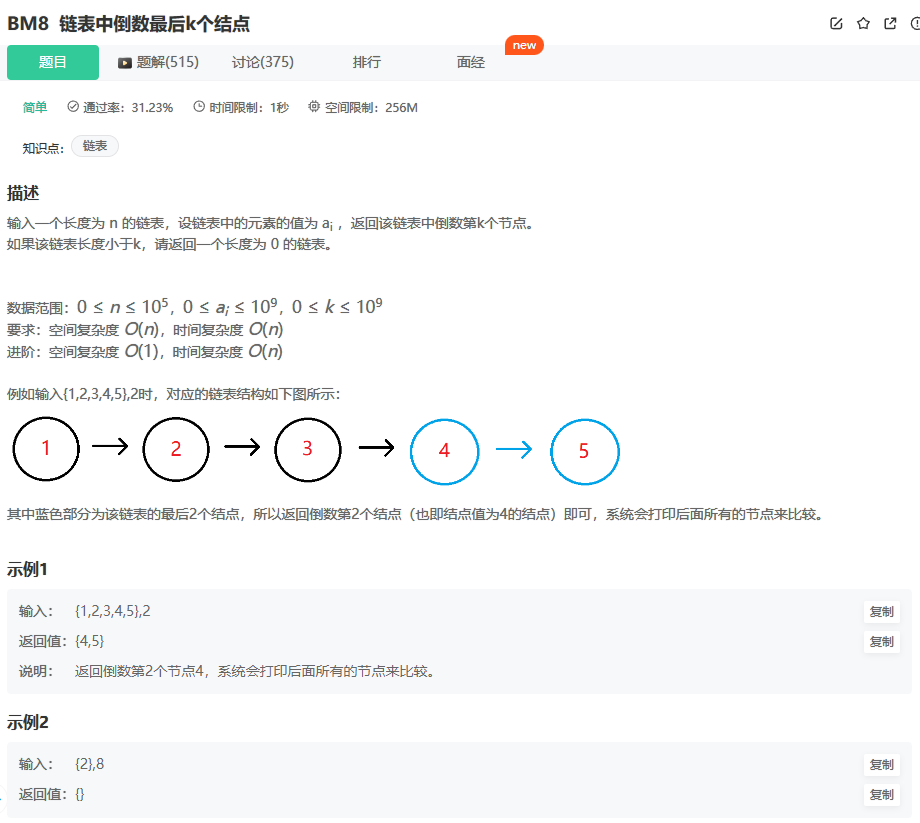 BM8 链表中倒数最后k个结点
题目 题解(515) 讨论(375) 排行 面经 new
简单 通过率：31.23% 时间限制：1秒 空间限制：256M
知识点： 链表
描述
输入一个长度为 n 的链表，设链表中的元素的值为 aᵢ ，返回该链表中倒数第k个节点。
如果该链表长度小于k，请返回一个长度为 0 的链表。
数据范围：0 ≤ n ≤ 10⁵，0 ≤ aᵢ ≤ 10⁹，0 ≤ k ≤ 10⁹
要求：空间复杂度 O(n)，时间复杂度 O(n)
进阶：空间复杂度 O(1)，时间复杂度 O(n)
例如输入{1,2,3,4,5},2时，对应的链表结构如下图所示：
1 2 3 4 5
其中蓝色部分为该链表的最后2个结点，所以返回倒数第2个结点（也即结点值为4的结点）即可，系统会打印后面所有的节点来比较。
示例1
输入： {1,2,3,4,5},2 复制
返回值：{4,5} 复制
说明： 返回倒数第2个节点4，系统会打印后面所有的节点来比较。
示例2
输入： {2},8 复制
返回值：{} 复制